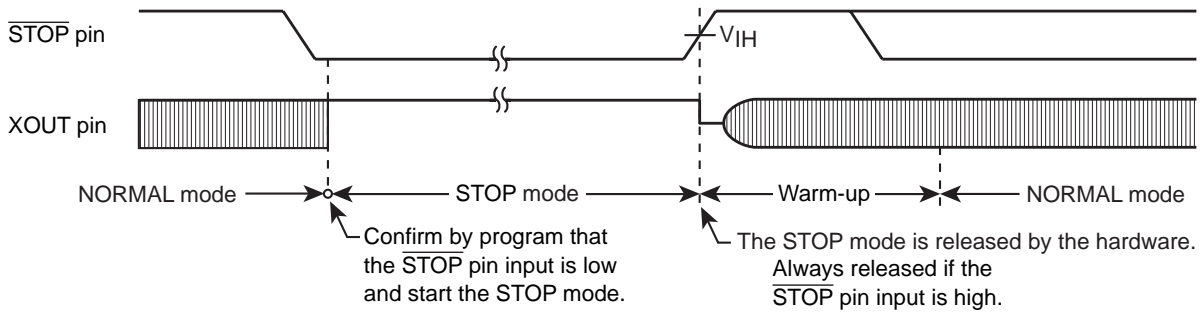 STOP pin
VIH
XOUT pin
NORMAL mode
STOP mode
Warm-up
NORMAL mode
Confirm by program that
the STOP pin input is low
and start the STOP mode.
The STOP mode is released by the hardware.
Always released if the
STOP pin input is high.